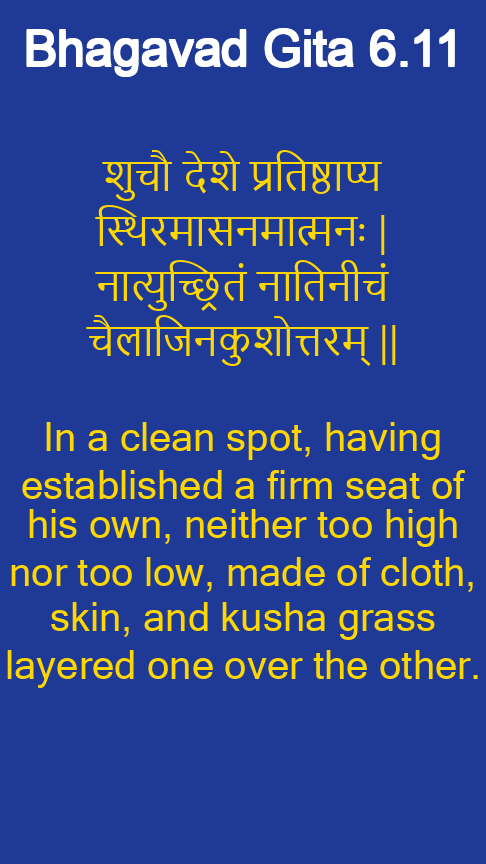 Bhagavad Gita 6.11
शुचौ देशे प्रतिष्ठाप्य
स्थिरमासनमात्मनः |
नात्युच्छ्रितं नातिनीचं
चैलाजिनकुशोत्तरम् ||
In a clean spot, having
established a firm seat of
his own, neither too high
nor too low, made of cloth,
skin, and kusha grass
layered one over the other.